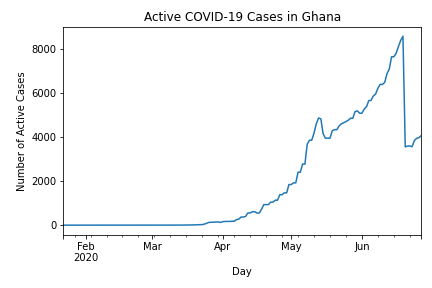 Active COVID-19 Cases in Ghana
Number of Active Cases
8000
6000
4000
2000
0
Feb
2020
Mar
Apr
May
Jun
Day